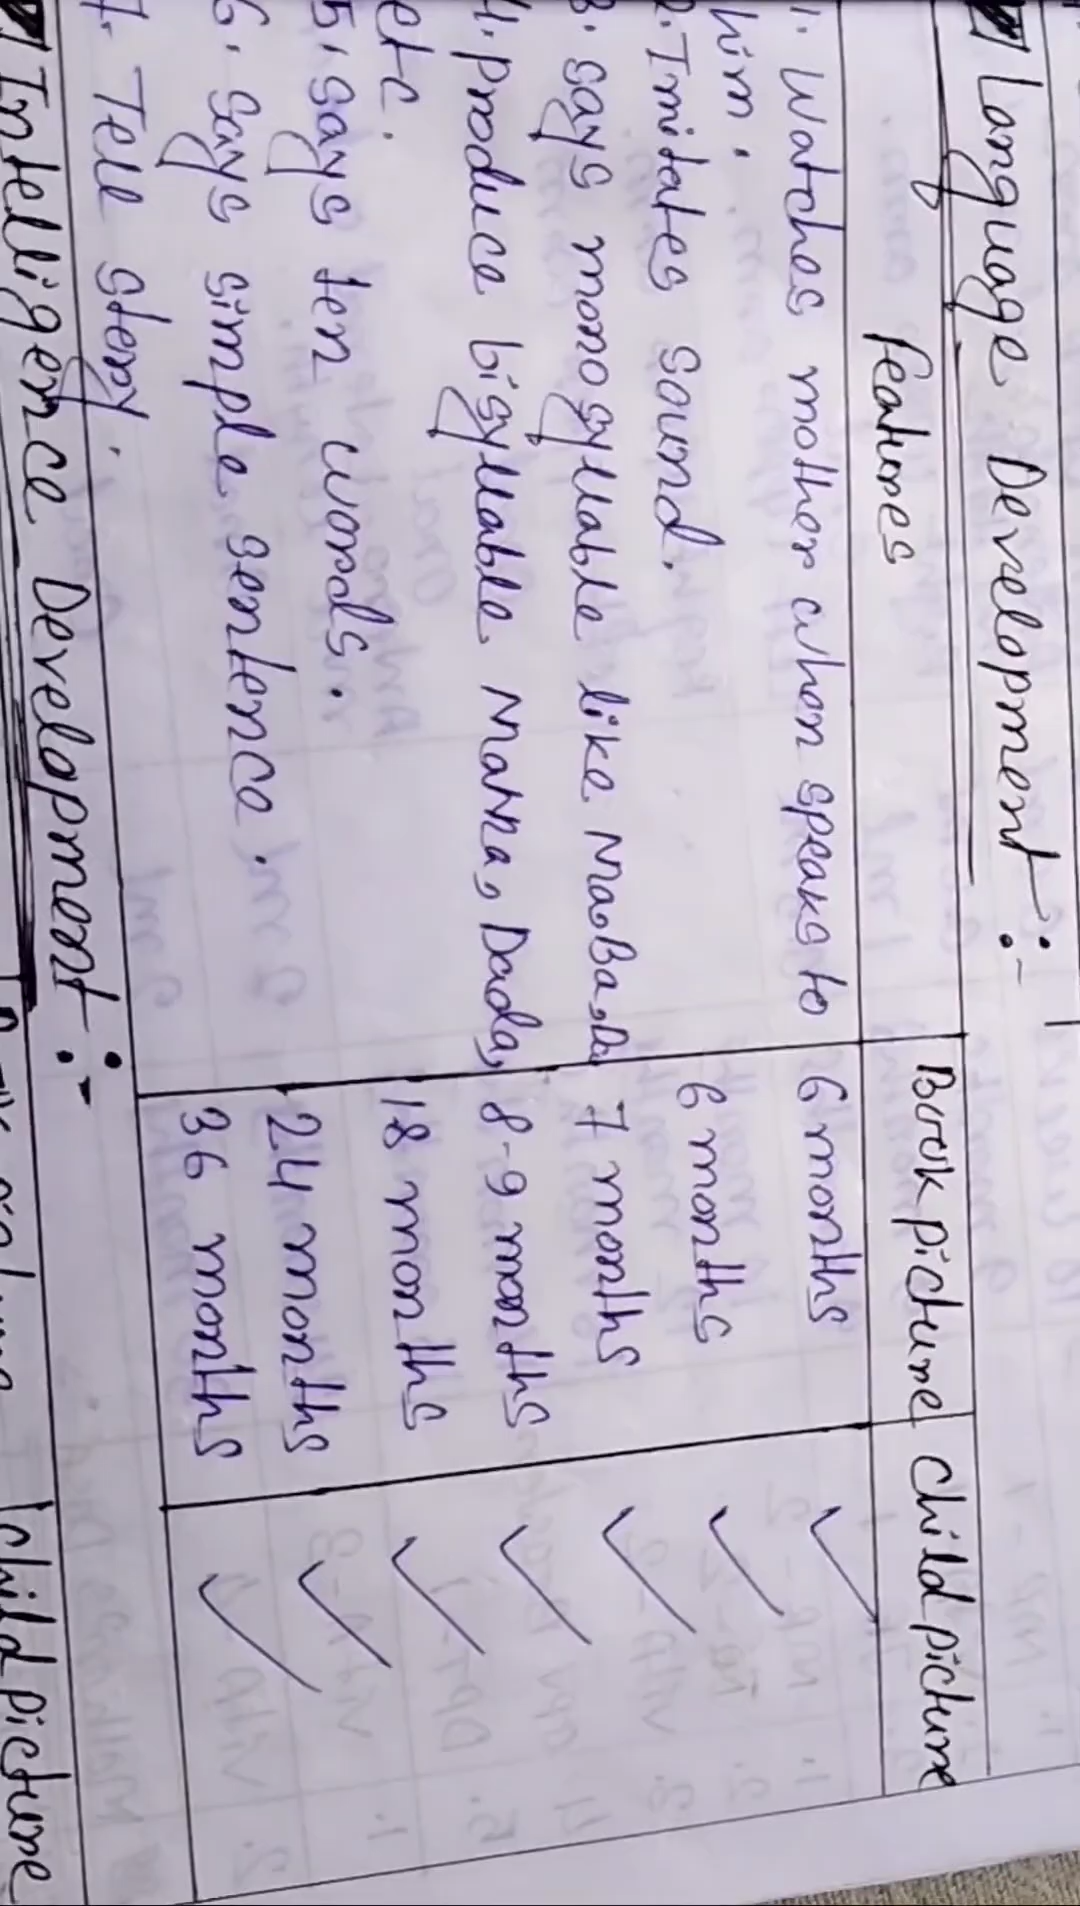 Language Development :-
Features Book picture child picture
1. Watches mother when speaks to 6 months ✓
him.
2. Imitates sound. 6 months ✓
3. Says monosyllable like Ma, Ba, Da 7 months ✓
4. produce bisyllable Mama, Dada, 8-9 months ✓
etc.
5. Says ten words. 18 months ✓
6. Says simple sentence. 24 months ✓
7. Tell story. 36 months ✓
Intelligence Development :-
child picture